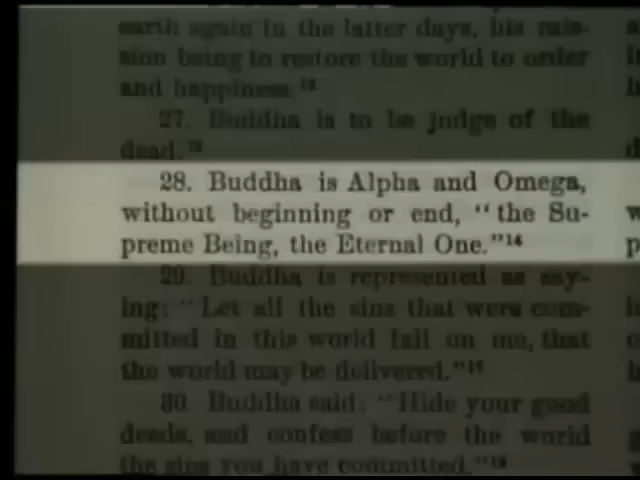 earth again in the latter days, his mis-
sion being to restore the world to order
and happiness.
27. Buddha is to be judge of the
dead.
28. Buddha is Alpha and Omega,
without beginning or end, "the Su-
preme Being, the Eternal One."14
29. Buddha is represented as say-
ing: "Let all the sins that were com-
mitted in this world fall on me, that
the world may be delivered."
30. Buddha said: "Hide your good
deeds, and confess before the world
the sins you have committed."